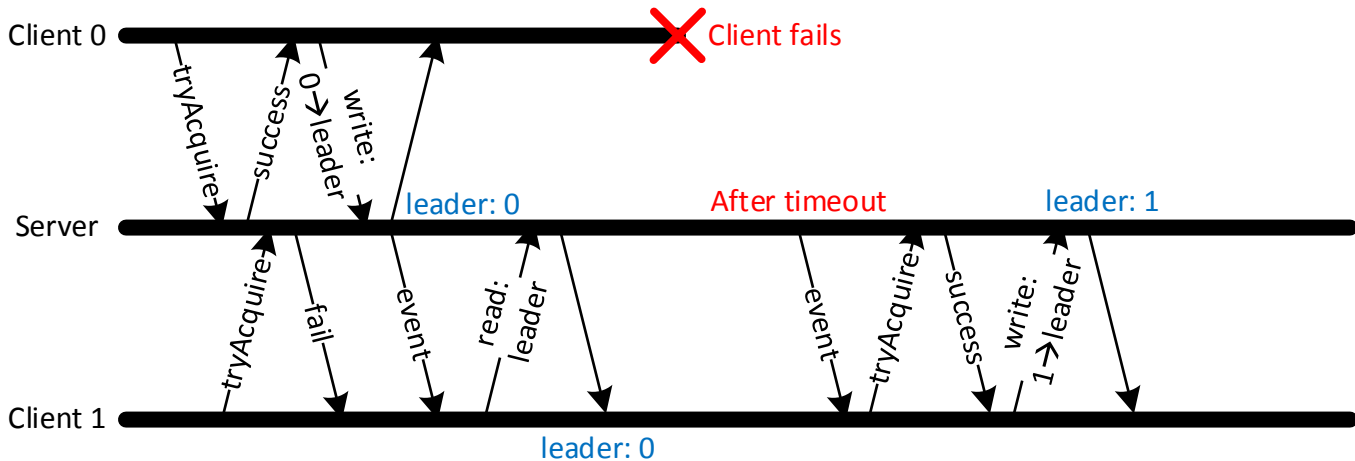 Client 0
Client fails
tryAcquire
success
write:
0→leader
leader: 0
After timeout
leader: 1
Server
tryAcquire
fail
event
read:
leader
event
tryAcquire
success
write:
1→leader
Client 1
leader: 0